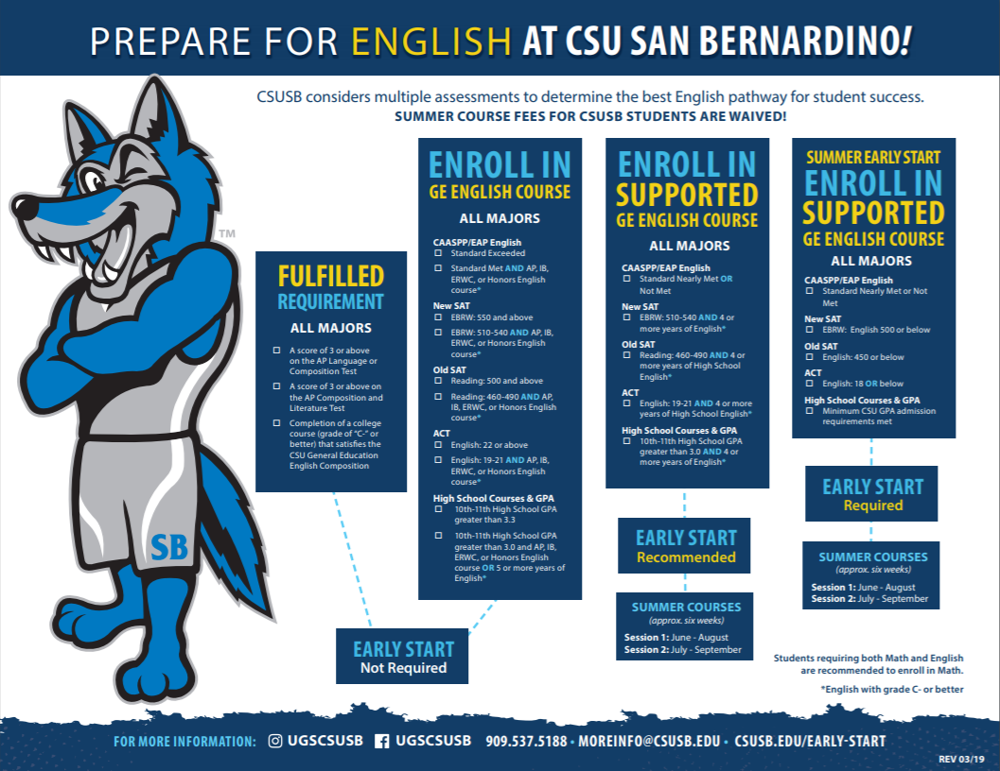 PREPARE FOR ENGLISH AT CSU SAN BERNARDINO!
CSUSB considers multiple assessments to determine the best English pathway for student success.
SUMMER COURSE FEES FOR CSUSB STUDENTS ARE WAIVED!
TM
SB
FULFILLED
REQUIREMENT
ALL MAJORS
☐ A score of 3 or above
on the AP Language or
Composition Test
☐ A score of 3 or above on
the AP Composition and
Literature Test
☐ Completion of a college
course (grade of "C-" or
better) that satisfies the
CSU General Education
English Composition
ENROLL IN
GE ENGLISH COURSE
ALL MAJORS
CAASPP/EAP English
☐ Standard Exceeded
☐ Standard Met AND AP, IB,
ERWC, or Honors English
course*
New SAT
☐ EBRW: 550 and above
☐ EBRW: 510-540 AND AP, IB,
ERWC, or Honors English
course*
Old SAT
☐ Reading: 500 and above
☐ Reading: 460-490 AND AP,
IB, ERWC, or Honors English
course*
ACT
☐ English: 22 or above
☐ English: 19-21 AND AP, IB,
ERWC, or Honors English
course*
High School Courses & GPA
☐ 10th-11th High School GPA
greater than 3.3
☐ 10th-11th High School GPA
greater than 3.0 and AP, IB,
ERWC, or Honors English
course OR 5 or more years of
English*
EARLY START
Not Required
ENROLL IN
SUPPORTED
GE ENGLISH COURSE
ALL MAJORS
CAASPP/EAP English
☐ Standard Nearly Met OR
Not Met
New SAT
☐ EBRW: 510-540 AND 4 or
more years of English*
Old SAT
☐ Reading: 460-490 AND 4 or
more years of High School
English*
ACT
☐ English: 19-21 AND 4 or more
years of High School English*
High School Courses & GPA
☐ 10th-11th High School GPA
greater than 3.0 AND 4 or
more years of English*
EARLY START
Recommended
SUMMER COURSES
(approx. six weeks)
Session 1: June - August
Session 2: July - September
SUMMER EARLY START
ENROLL IN
SUPPORTED
GE ENGLISH COURSE
ALL MAJORS
CAASPP/EAP English
☐ Standard Nearly Met or Not
Met
New SAT
☐ EBRW: English 500 or below
Old SAT
☐ English: 450 or below
ACT
☐ English: 18 OR below
High School Courses & GPA
☐ Minimum CSU GPA admission
requirements met
EARLY START
Required
SUMMER COURSES
(approx. six weeks)
Session 1: June - August
Session 2: July - September
Students requiring both Math and English
are recommended to enroll in Math.
*English with grade C- or better
FOR MORE INFORMATION: UGSCSUSB UGSCSUSB 909.537.5188 • MOREINFO@CSUSB.EDU • CSUSB.EDU/EARLY-START
REV 03/19